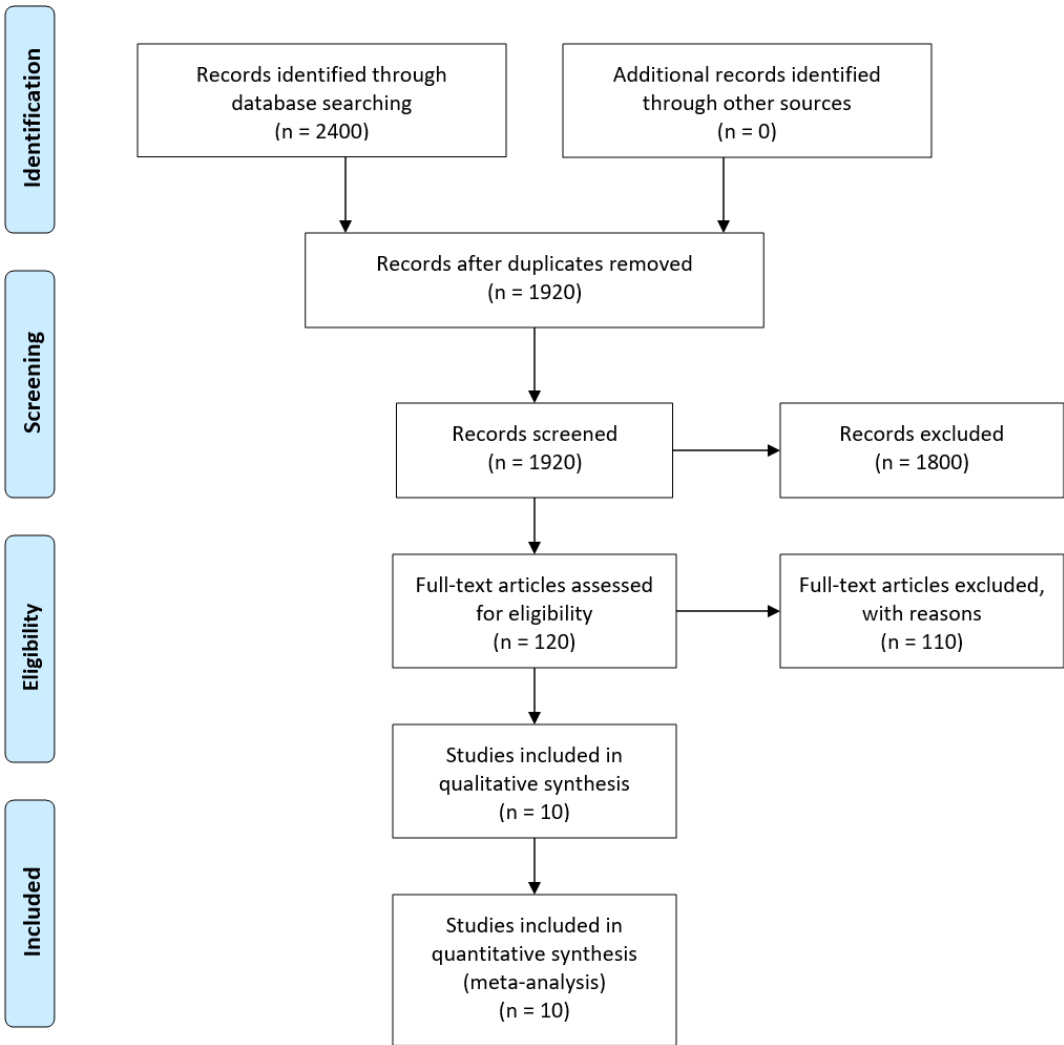 Identification
Records identified through
database searching
(n = 2400)
Additional records identified
through other sources
(n = 0)
Records after duplicates removed
(n = 1920)
Screening
Records screened
(n = 1920)
Records excluded
(n = 1800)
Eligibility
Full-text articles assessed
for eligibility
(n = 120)
Full-text articles excluded,
with reasons
(n = 110)
Studies included in
qualitative synthesis
(n = 10)
Included
Studies included in
quantitative synthesis
(meta-analysis)
(n = 10)